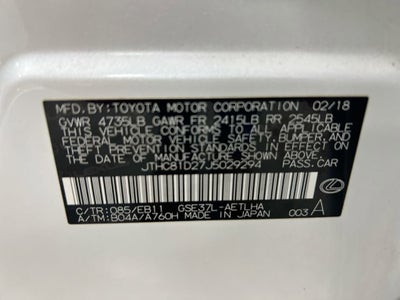 MFD. BY: TOYOTA MOTOR CORPORATION 02/18
GVWR 4735LB GAWR FR 2415LB RR 2545LB
THIS VEHICLE CONFORMS TO ALL APPLICABLE
FEDERAL MOTOR VEHICLE SAFETY, BUMPER, AND
THEFT PREVENTION STANDARDS IN EFFECT ON
THE DATE OF MANUFACTURE SHOWN ABOVE.
JTHC81D27J5029294 PASS.CAR
C/TR: 085/EB11 GSE37L-AETLHA
A/TM: B04A/A760H MADE IN JAPAN 003 A